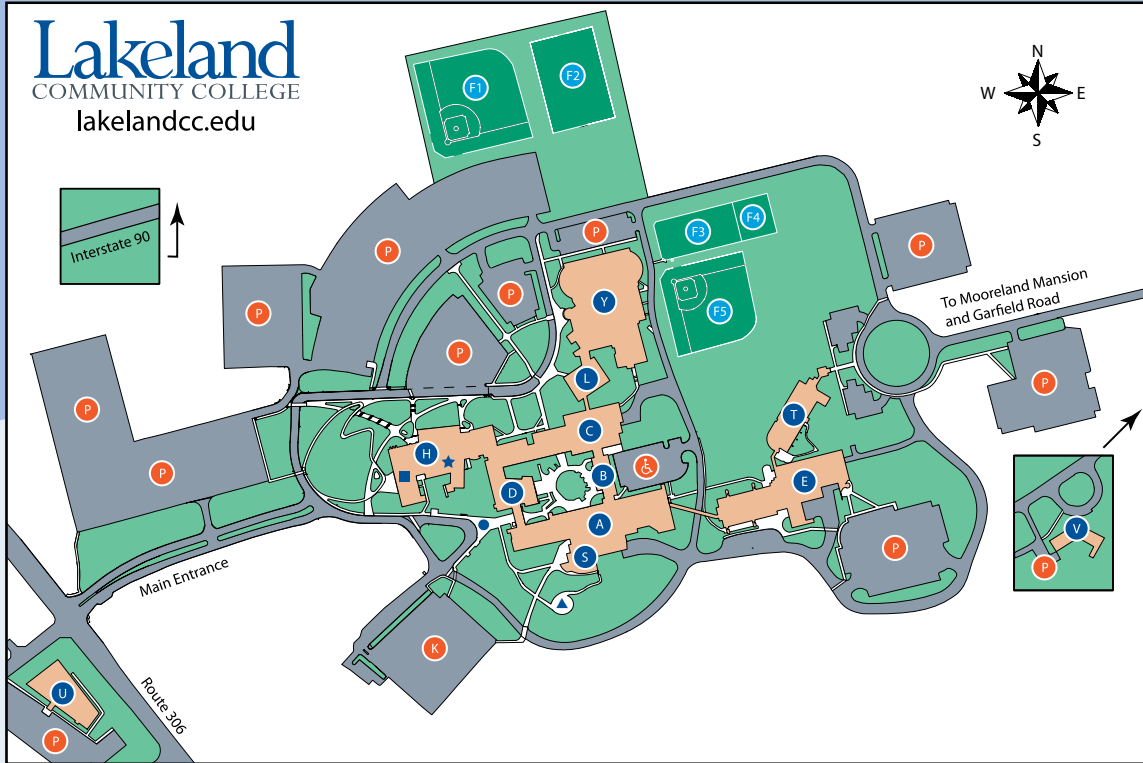 Lakeland
COMMUNITY COLLEGE
lakelandcc.edu
N
W
E
S
F1
F2
Interstate 90
P
P
F3
F4
P
P
Y
P
F5
To Mooreland Mansion
and Garfield Road
P
P
L
P
P
T
C
H
P
B
E
D
A
V
P
S
P
Main Entrance
K
U
Route 306
P